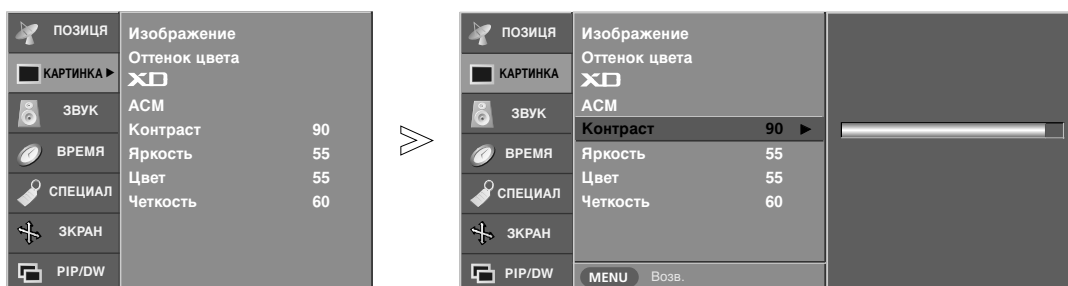 ПОЗИЦЯ
КАРТИНКА ►
ЗВУК
ВРЕМЯ
СПЕЦИАЛ
ЗКРАН
PIP/DW
Изображение
Оттенок цвета
XD
ACM
Контраст 90
Яркость 55
Цвет 55
Четкость 60
ПОЗИЦЯ
КАРТИНКА
ЗВУК
ВРЕМЯ
СПЕЦИАЛ
ЗКРАН
PIP/DW
Изображение
Оттенок цвета
XD
ACM
Контраст 90 ►
Яркость 55
Цвет 55
Четкость 60
MENU Возв.